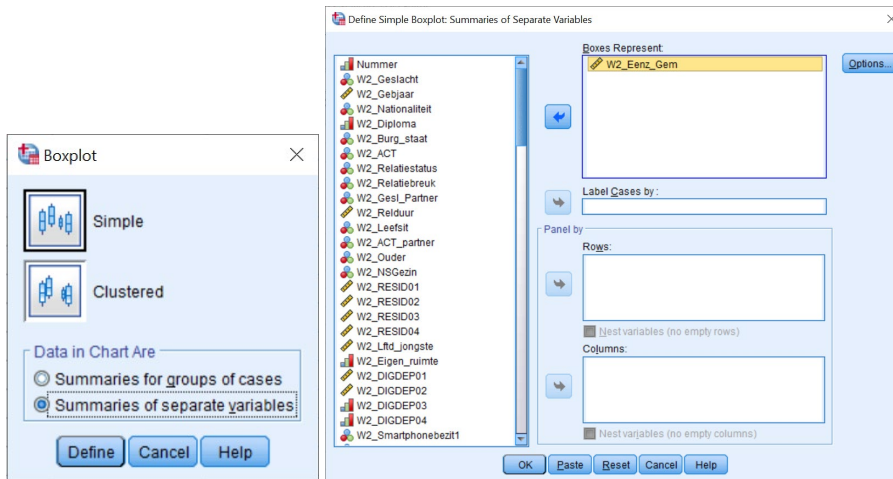 Boxplot
Simple
Clustered
Data in Chart Are
Summaries for groups of cases
Summaries of separate variables
Define
Cancel
Help
Define Simple Boxplot: Summaries of Separate Variables
Nummer
W2_Geslacht
W2_Gebjaar
W2_Nationaliteit
W2_Diploma
W2_Burg_staat
W2_ACT
W2_Relatiestatus
W2_Relatiebreuk
W2_Gesl_Partner
W2_Relduur
W2_Leefsit
W2_ACT_partner
W2_Ouder
W2_NSGezin
W2_RESID01
W2_RESID02
W2_RESID03
W2_RESID04
W2_Lftd_jongste
W2_Eigen_ruimte
W2_DIGDEP01
W2_DIGDEP02
W2_DIGDEP03
W2_DIGDEP04
W2_Smartphonebezit1
Boxes Represent:
W2_Eenz_Gem
Options...
Label Cases by:
Panel by
Rows:
Nest variables (no empty rows)
Columns:
Nest variables (no empty columns)
OK
Paste
Reset
Cancel
Help